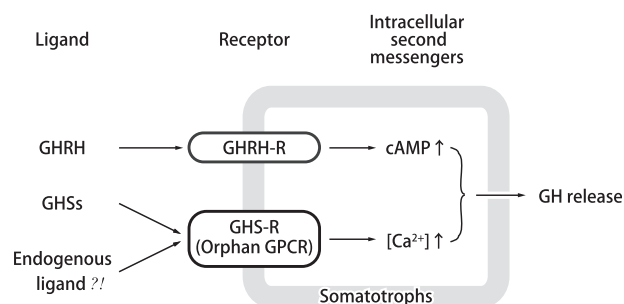 Ligand
Receptor
Intracellular
second
messengers
GHRH
GHRH-R
cAMP ↑
GHSs
GHS-R
(Orphan GPCR)
[Ca²⁺] ↑
GH release
Endogenous
ligand ?!
Somatotrophs